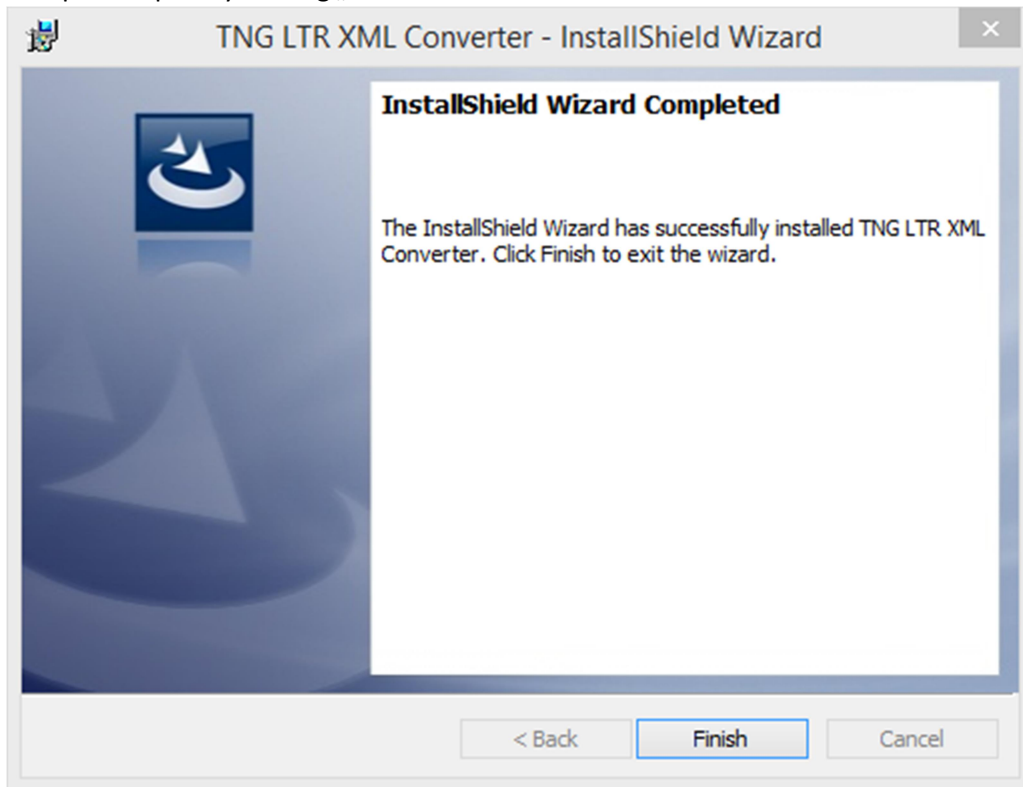 TNG LTR XML Converter - InstallShield Wizard
InstallShield Wizard Completed
The InstallShield Wizard has successfully installed TNG LTR XML
Converter. Click Finish to exit the wizard.
< Back
Finish
Cancel